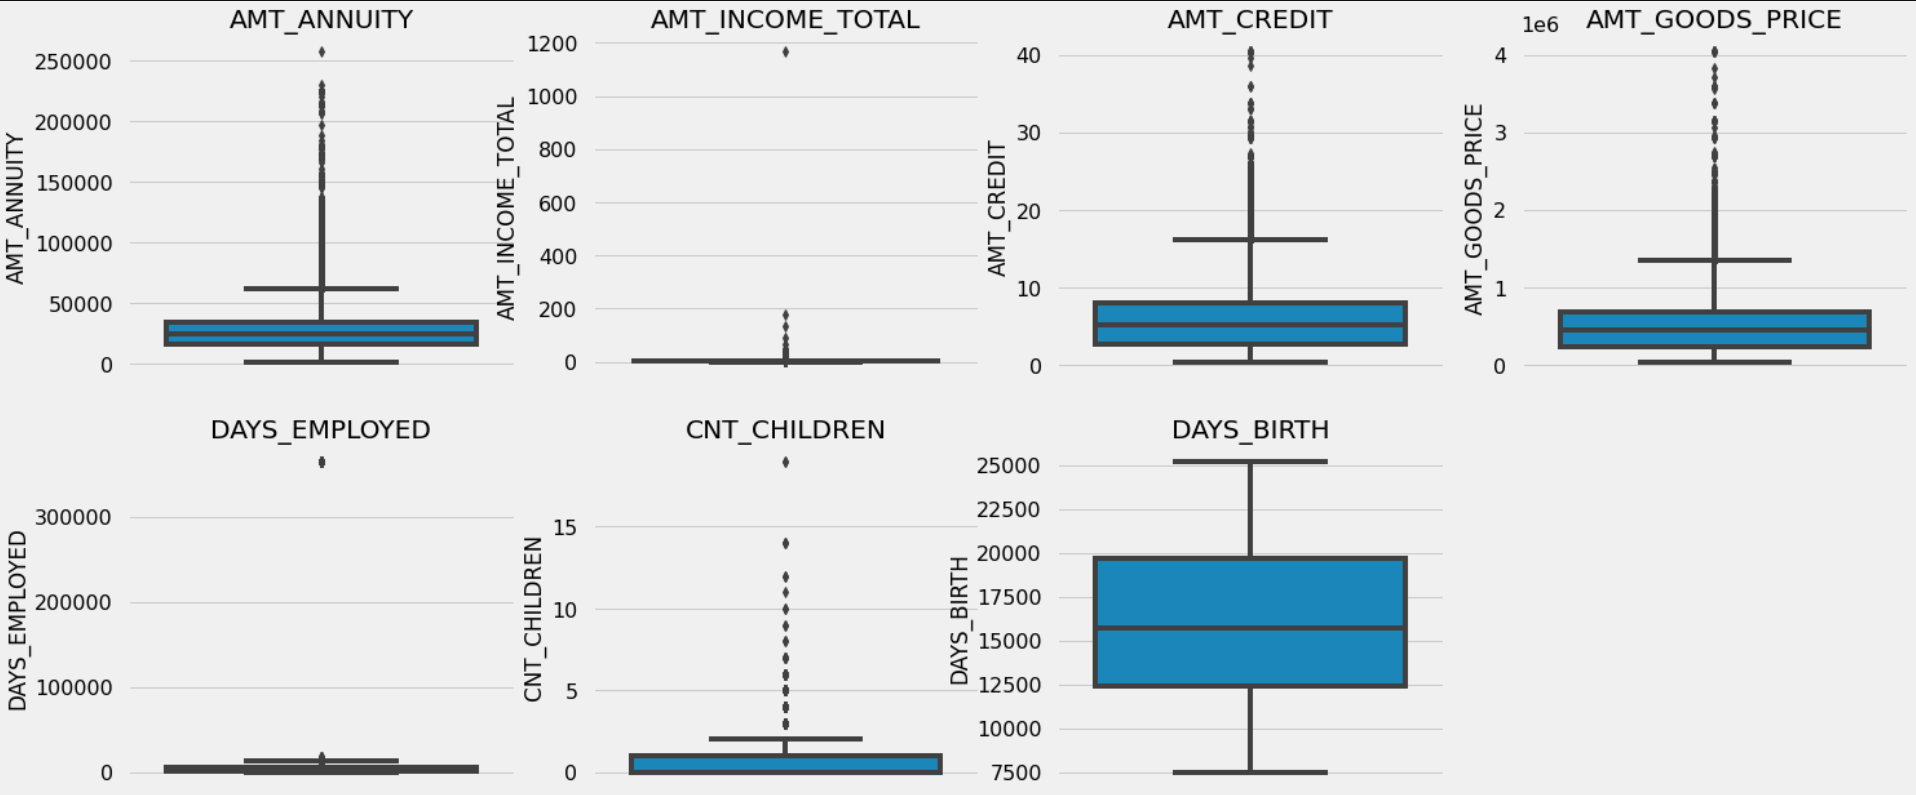 AMT_ANNUITY
AMT_ANNUITY
250000
200000
150000
100000
50000
0
AMT_INCOME_TOTAL
AMT_INCOME_TOTAL
1200
1000
800
600
400
200
0
AMT_CREDIT
AMT_CREDIT
40
30
20
10
0
1e6
AMT_GOODS_PRICE
AMT_GOODS_PRICE
4
3
2
1
0
DAYS_EMPLOYED
DAYS_EMPLOYED
300000
200000
100000
0
CNT_CHILDREN
CNT_CHILDREN
15
10
5
0
DAYS_BIRTH
DAYS_BIRTH
25000
22500
20000
17500
15000
12500
10000
7500